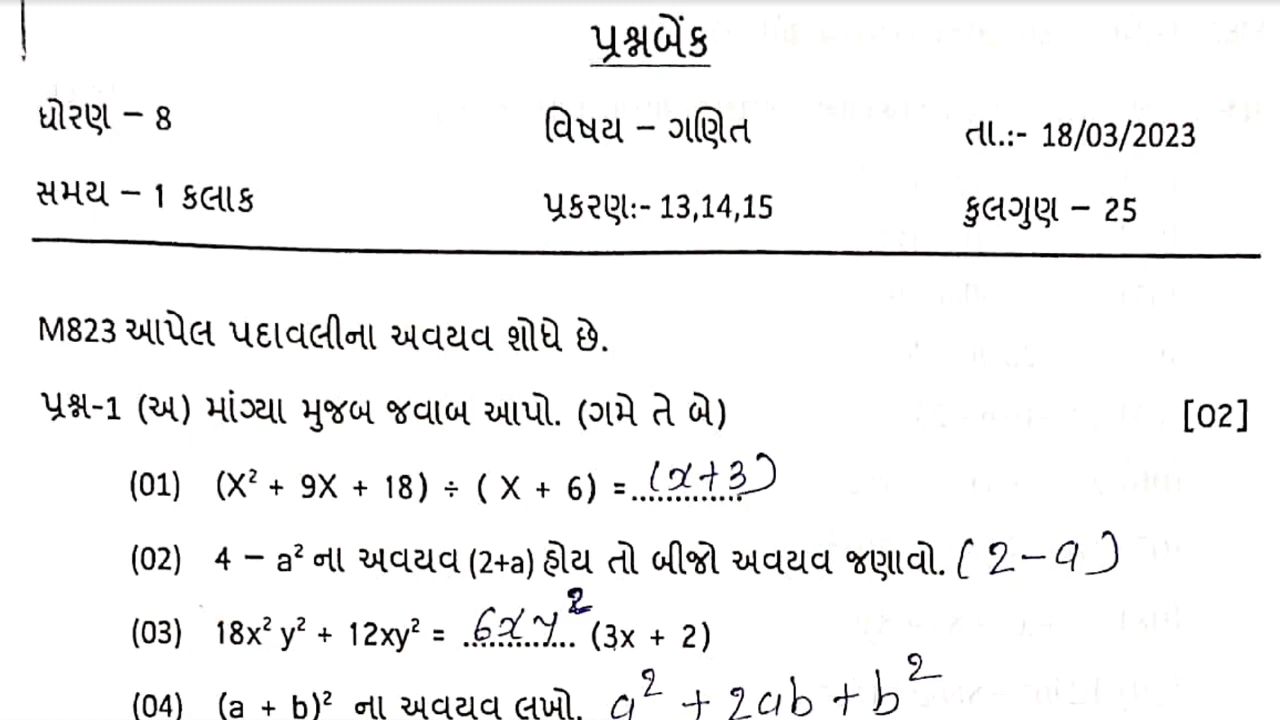 પ્રશ્નબેંક
ધોરણ – 8 વિષય – ગણિત તા.:- 18/03/2023
સમય – 1 કલાક પ્રકરણ:- 13,14,15 કુલગુણ – 25
M823 આપેલ પદાવલીના અવયવ શોધે છે.
પ્રશ્ન-1 (અ) માંગ્યા મુજબ જવાબ આપો. (ગમે તે બે) [02]
(01) (X² + 9X + 18) ÷ ( X + 6) = (x+3)
(02) 4 – a² ના અવયવ (2+a) હોય તો બીજો અવયવ જણાવો. (2-a)
(03) 18x² y² + 12xy² = 6xy² (3x + 2)
(04) (a + b)² ના અવયવ લખો. a² + 2ab + b²